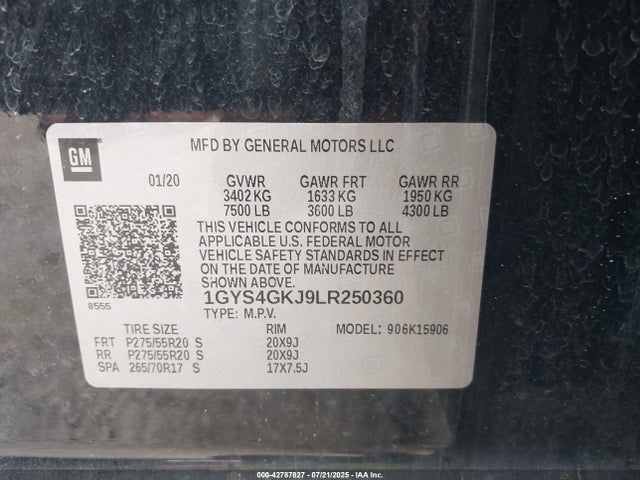 GM
MFD BY GENERAL MOTORS LLC
01/20 GVWR GAWR FRT GAWR RR
3402 KG 1633 KG 1950 KG
7500 LB 3600 LB 4300 LB
THIS VEHICLE CONFORMS TO ALL
APPLICABLE U.S. FEDERAL MOTOR
VEHICLE SAFETY STANDARDS IN EFFECT
ON THE DATE OF MANUFACTURE
SHOWN ABOVE.
8555 1GYS4GKJ9LR250360
TYPE: M.P.V.
TIRE SIZE RIM MODEL: 906K15906
FRT P275/55R20 S 20X9J
RR P275/55R20 S 20X9J
SPA 265/70R17 S 17X7.5J
000-42787827 - 07/21/2025 - IAA Inc.